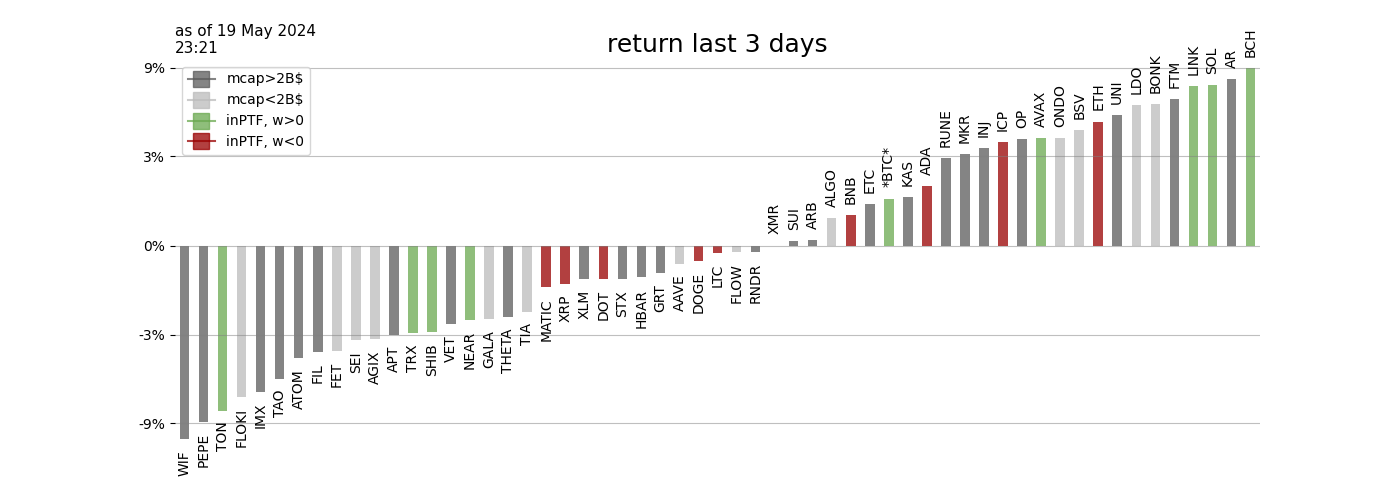 as of 19 May 2024
23:21
return last 3 days
mcap>2B$
mcap<2B$
inPTF, w>0
inPTF, w<0
9%
3%
0%
-3%
-9%
WIF
PEPE
TON
FLOKI
IMX
TAO
ATOM
FIL
FET
SEI
AGIX
APT
TRX
SHIB
VET
NEAR
GALA
THETA
TIA
MATIC
XRP
XLM
DOT
STX
HBAR
GRT
AAVE
DOGE
LTC
FLOW
RNDR
XMR
SUI
ARB
ALGO
BNB
ETC
*BTC*
KAS
ADA
RUNE
MKR
INJ
ICP
OP
AVAX
ONDO
BSV
ETH
UNI
LDO
BONK
FTM
LINK
SOL
AR
BCH